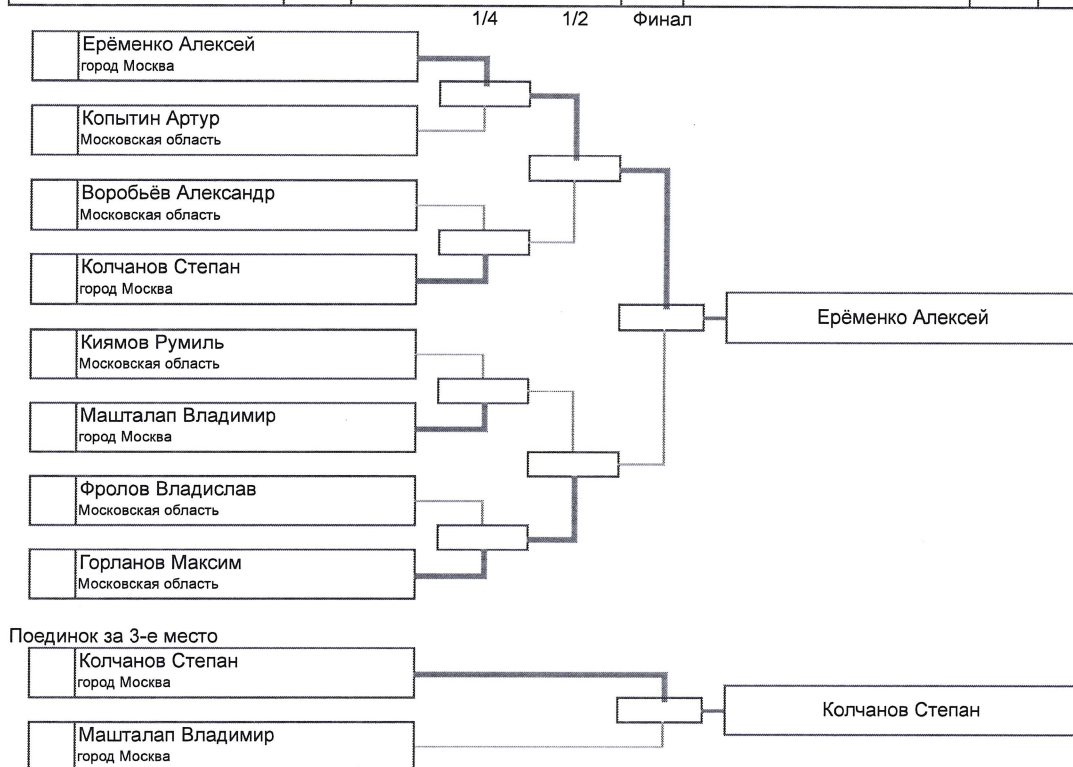 1/4 1/2 Финал
Ерёменко Алексей
город Москва
Копытин Артур
Московская область
Воробьёв Александр
Московская область
Колчанов Степан
город Москва
Ерёменко Алексей
Киямов Румиль
Московская область
Машталап Владимир
город Москва
Фролов Владислав
Московская область
Горланов Максим
Московская область
Поединок за 3-е место
Колчанов Степан
город Москва
Колчанов Степан
Машталап Владимир
город Москва